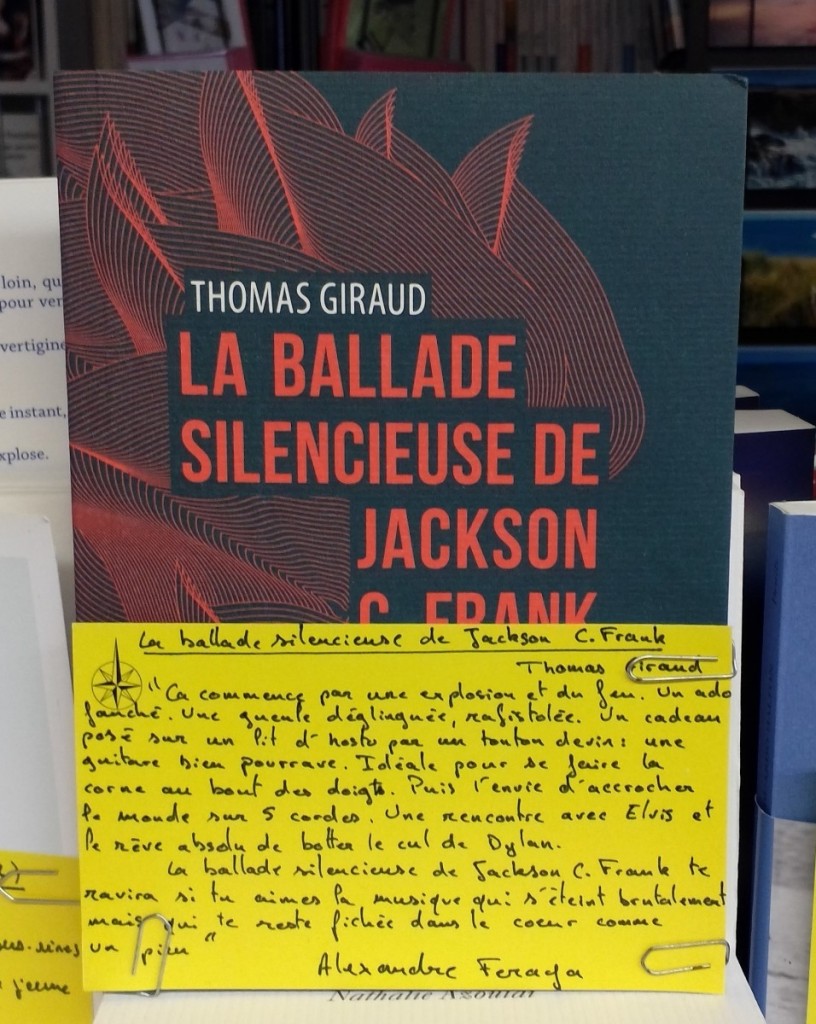 THOMAS GIRAUD
LA BALLADE
SILENCIEUSE DE
JACKSON
C. FRANK
La ballade silencieuse de Jackson C. Frank
Thomas Giraud
"Ca commence par une explosion et du feu. Un ado
fauché. Une gueule déglinguée, rafistolée. Un cadeau
posé sur un lit d'hosto par un tonton devin : une
guitare bien pourrave. Idéale pour se faire la
corne au bout des doigts. Puis l'envie d'accrocher
le monde sur 5 cordes. Une rencontre avec Elvis et
le rêve absolu de botter le cul de Dylan.
La ballade silencieuse de Jackson C. Frank te
ravira si tu aimes la musique qui s'éteint brutalement
mais qui te reste fichée dans le coeur comme
un pieu"
Alexandre Feraga
Nathalie Azoulai
loin, qu
pour ver
vertigine
e instant,
xplose.